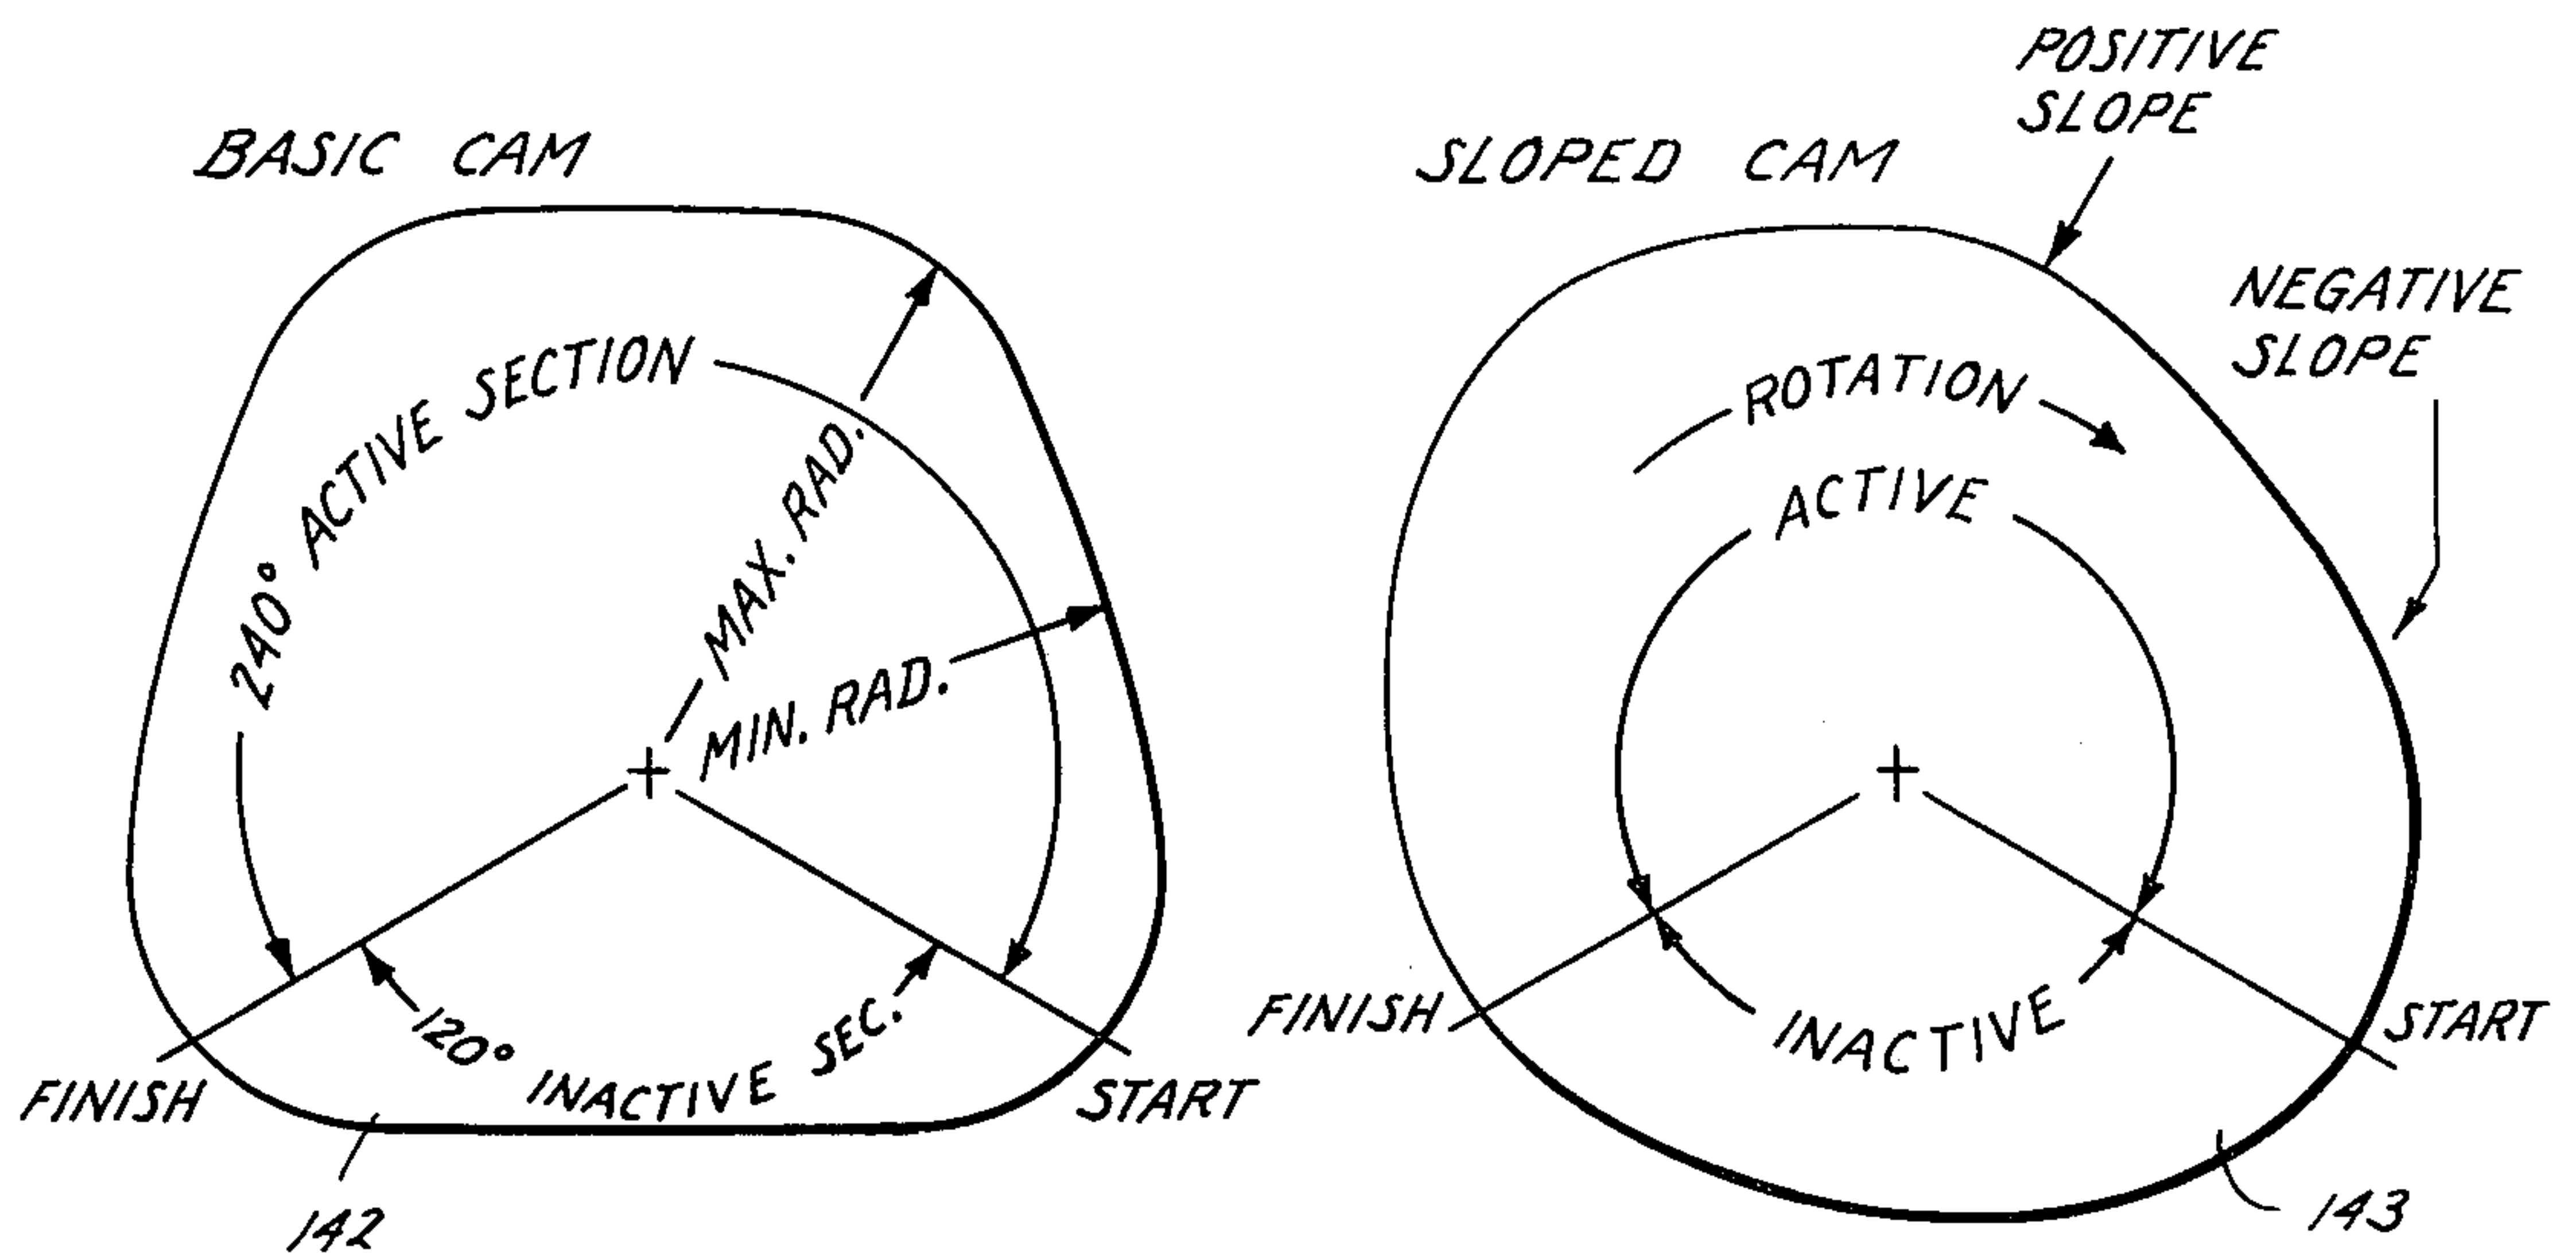 BASIC CAM
240° ACTIVE SECTION
MAX. RAD.
MIN. RAD.
120° INACTIVE SEC.
FINISH
START
142
SLOPED CAM
POSITIVE
SLOPE
NEGATIVE
SLOPE
ROTATION
ACTIVE
INACTIVE
FINISH
START
143